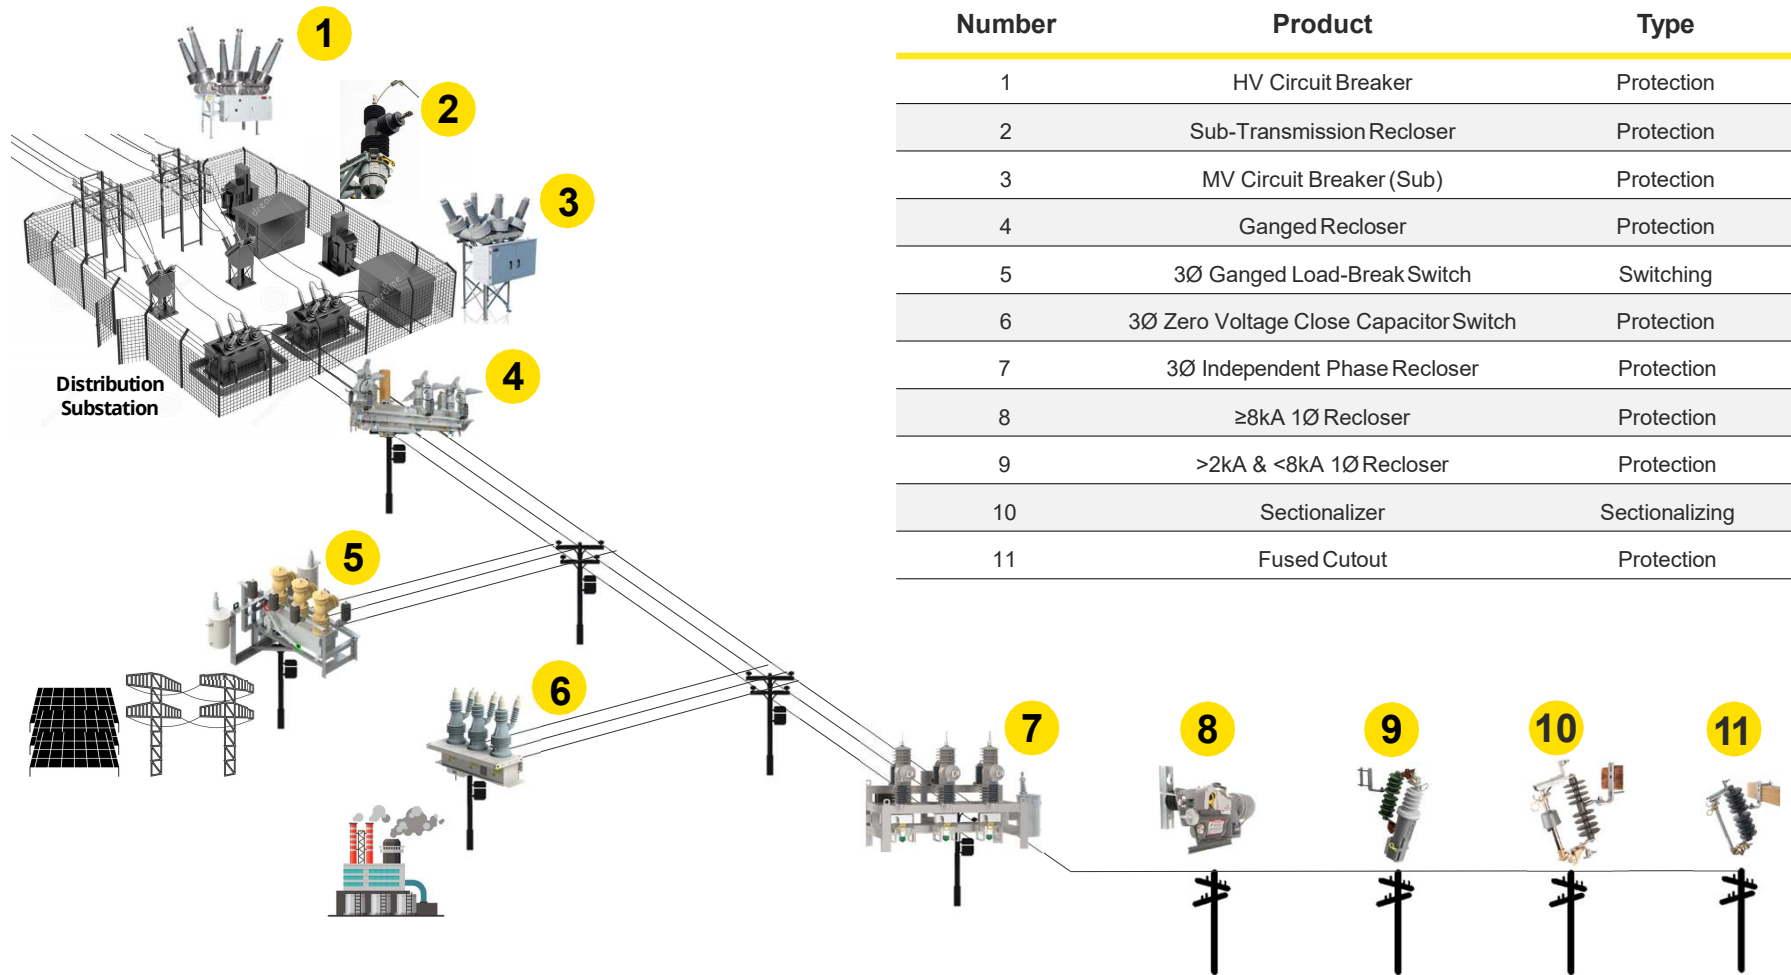 1
2
3
4
5
6
7
8
9
10
11
Distribution
Substation
Number Product Type
1 HV Circuit Breaker Protection
2 Sub-Transmission Recloser Protection
3 MV Circuit Breaker (Sub) Protection
4 Ganged Recloser Protection
5 3Ø Ganged Load-Break Switch Switching
6 3Ø Zero Voltage Close Capacitor Switch Protection
7 3Ø Independent Phase Recloser Protection
8 ≥8kA 1Ø Recloser Protection
9 >2kA & <8kA 1Ø Recloser Protection
10 Sectionalizer Sectionalizing
11 Fused Cutout Protection